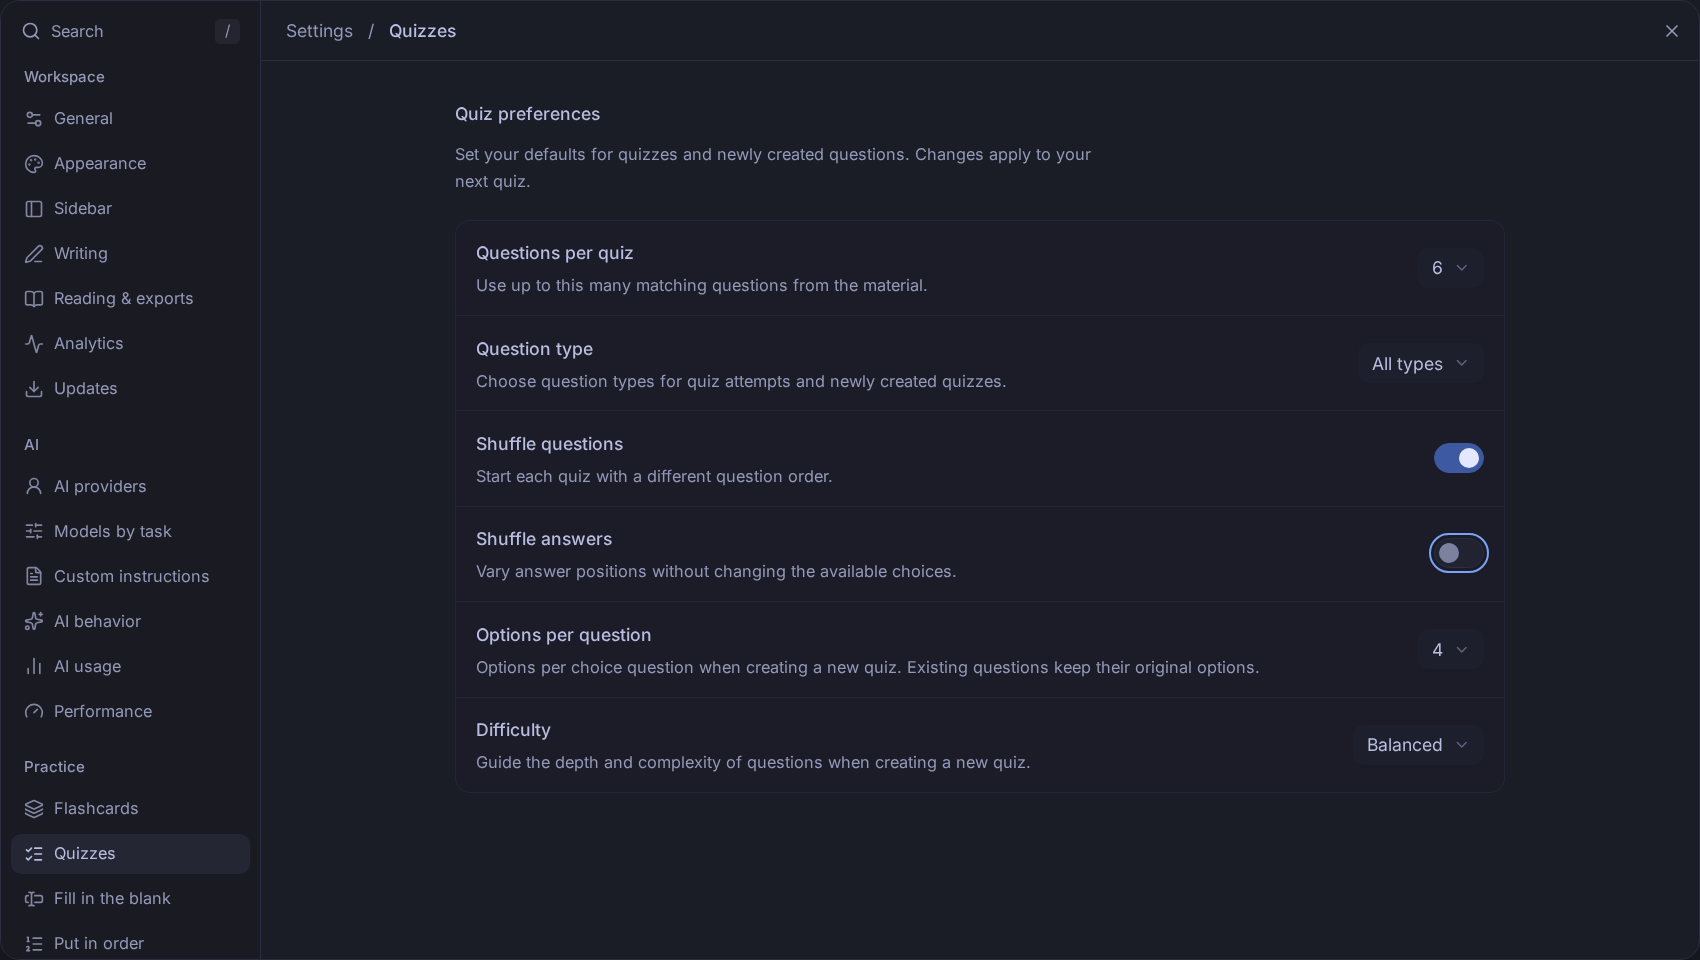 Search
/
Workspace
General
Appearance
Sidebar
Writing
Reading & exports
Analytics
Updates
AI
AI providers
Models by task
Custom instructions
AI behavior
AI usage
Performance
Practice
Flashcards
Quizzes
Fill in the blank
Put in order
Settings / Quizzes
Quiz preferences
Set your defaults for quizzes and newly created questions. Changes apply to your
next quiz.
Questions per quiz
Use up to this many matching questions from the material.
6
Question type
Choose question types for quiz attempts and newly created quizzes.
All types
Shuffle questions
Start each quiz with a different question order.
Shuffle answers
Vary answer positions without changing the available choices.
Options per question
Options per choice question when creating a new quiz. Existing questions keep their original options.
4
Difficulty
Guide the depth and complexity of questions when creating a new quiz.
Balanced